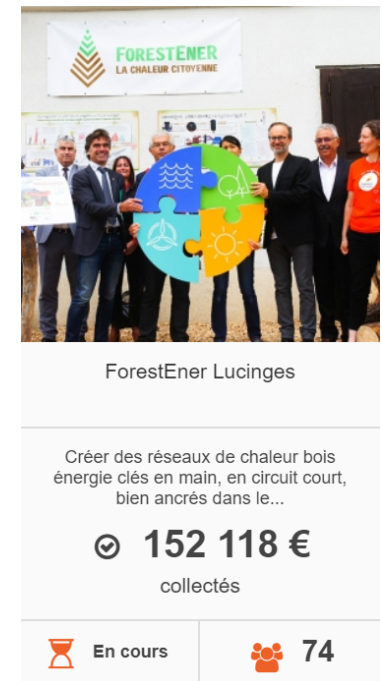 FORESTENER
LA CHALEUR CITOYENNE
ForestEner Lucinges
Créer des réseaux de chaleur bois
énergie clés en main, en circuit court,
bien ancrés dans le...
152 118 €
collectés
En cours
74